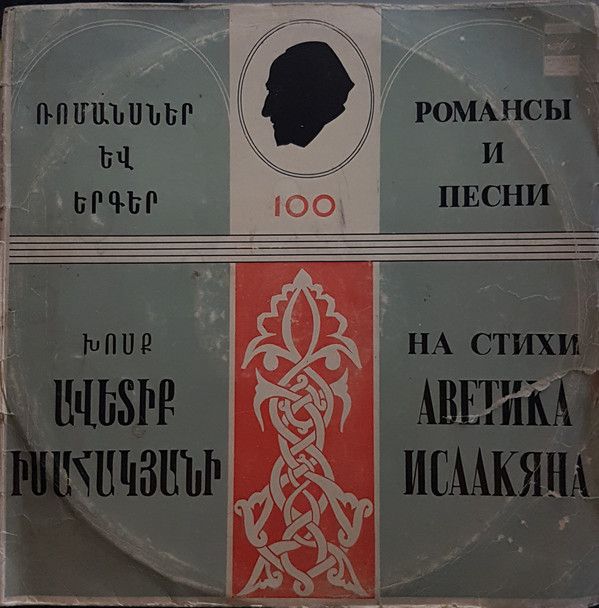 ՌՈՄԱՆՍՆԵՐ
ԵՎ
ԵՐԳԵՐ
100
РОМАНСЫ
И
ПЕСНИ
ԽՈՍՔ
ԱՎԵՏԻՔ
ԻՍԱՀԱԿՅԱՆԻ
НА СТИХИ
АВЕТИКА
ИСААКЯНА